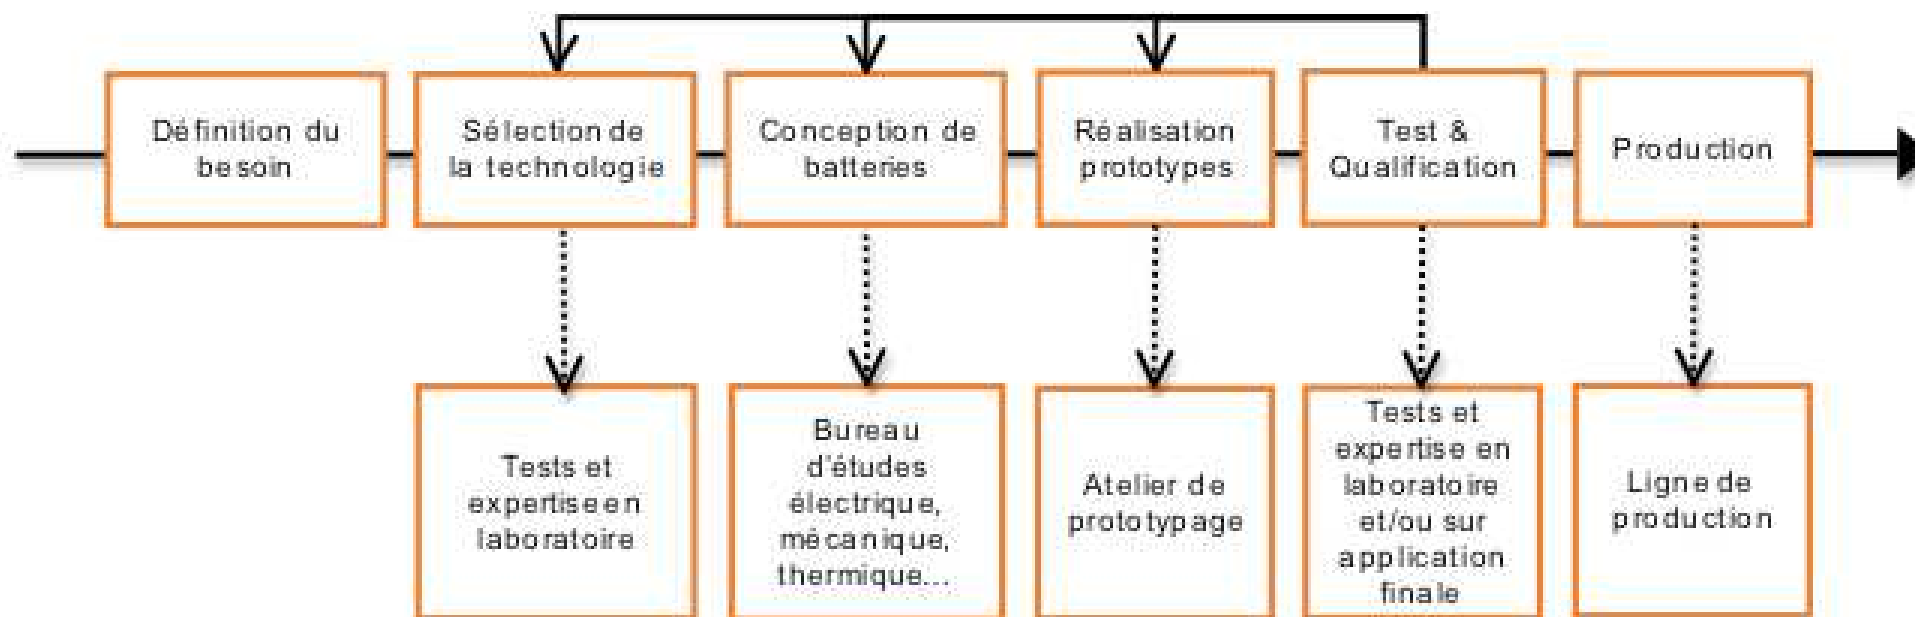 Définition du
besoin
Sélection de
la technologie
Conception de
batteries
Réalisation
prototypes
Test &
Qualification
Production
Tests et
expertise en
laboratoire
Bureau
d'études
électrique,
mécanique,
thermique...
Atelier de
prototypage
Tests et
expertise en
laboratoire
et/ou sur
application
finale
Ligne de
production